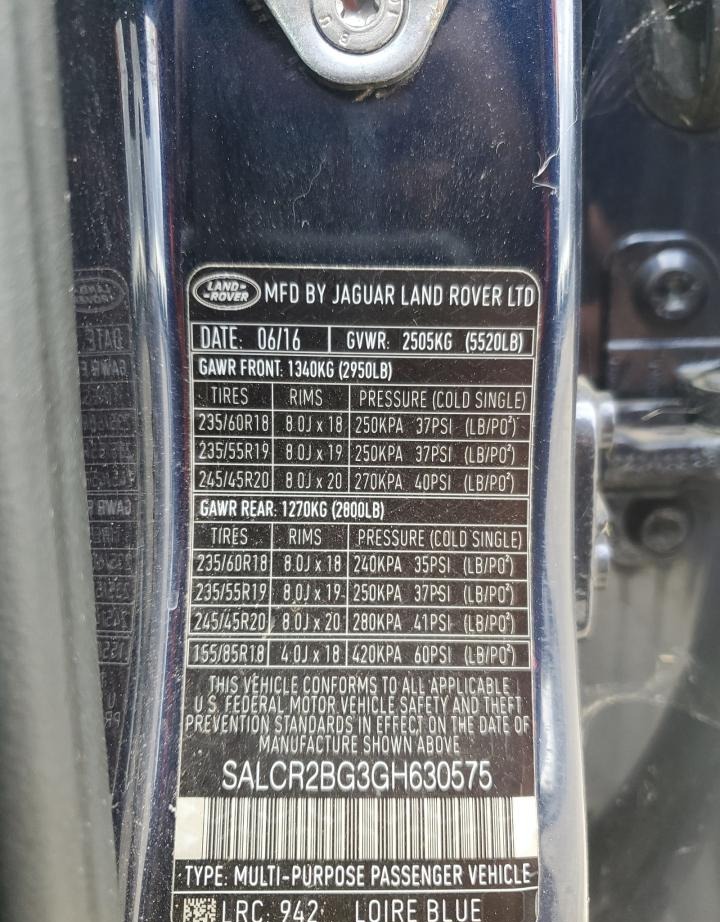 LAND-
-ROVER
MFD BY JAGUAR LAND ROVER LTD
DATE: 06/16 GVWR: 2505KG (5520LB)
GAWR FRONT: 1340KG (2950LB)
TIRES RIMS PRESSURE (COLD SINGLE)
235/60R18 8.0J x 18 250KPA 37PSI (LB/PO²)
235/55R19 8.0J x 19 250KPA 37PSI (LB/PO²)
245/45R20 8.0J x 20 270KPA 40PSI (LB/PO²)
GAWR REAR: 1270KG (2800LB)
TIRES RIMS PRESSURE (COLD SINGLE)
235/60R18 8.0J x 18 240KPA 35PSI (LB/PO²)
235/55R19 8.0J x 19 250KPA 37PSI (LB/PO²)
245/45R20 8.0J x 20 280KPA 41PSI (LB/PO²)
155/85R18 4.0J x 18 420KPA 60PSI (LB/PO²)
THIS VEHICLE CONFORMS TO ALL APPLICABLE
U.S. FEDERAL MOTOR VEHICLE SAFETY AND THEFT
PREVENTION STANDARDS IN EFFECT ON THE DATE OF
MANUFACTURE SHOWN ABOVE
SALCR2BG3GH630575
TYPE: MULTI-PURPOSE PASSENGER VEHICLE
LRC: 942 LOIRE BLUE